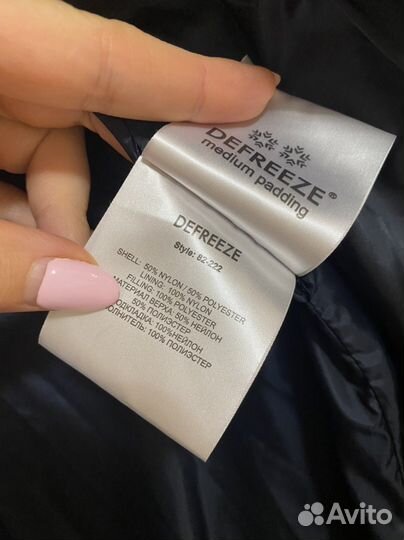 DEFREEZE®
medium padding
DEFREEZE
Style: 82-222
SHELL: 50% NYLON / 50% POLYESTER
LINING: 100% NYLON
FILLING: 100% POLYESTER
МАТЕРИАЛ ВЕРХА: 50% НЕЙЛОН
50% ПОЛИЭСТЕР
ПОДКЛАДКА: 100%НЕЙЛОН
ПОЛНИТЕЛЬ: 100% ПОЛИЭСТЕР
Avito